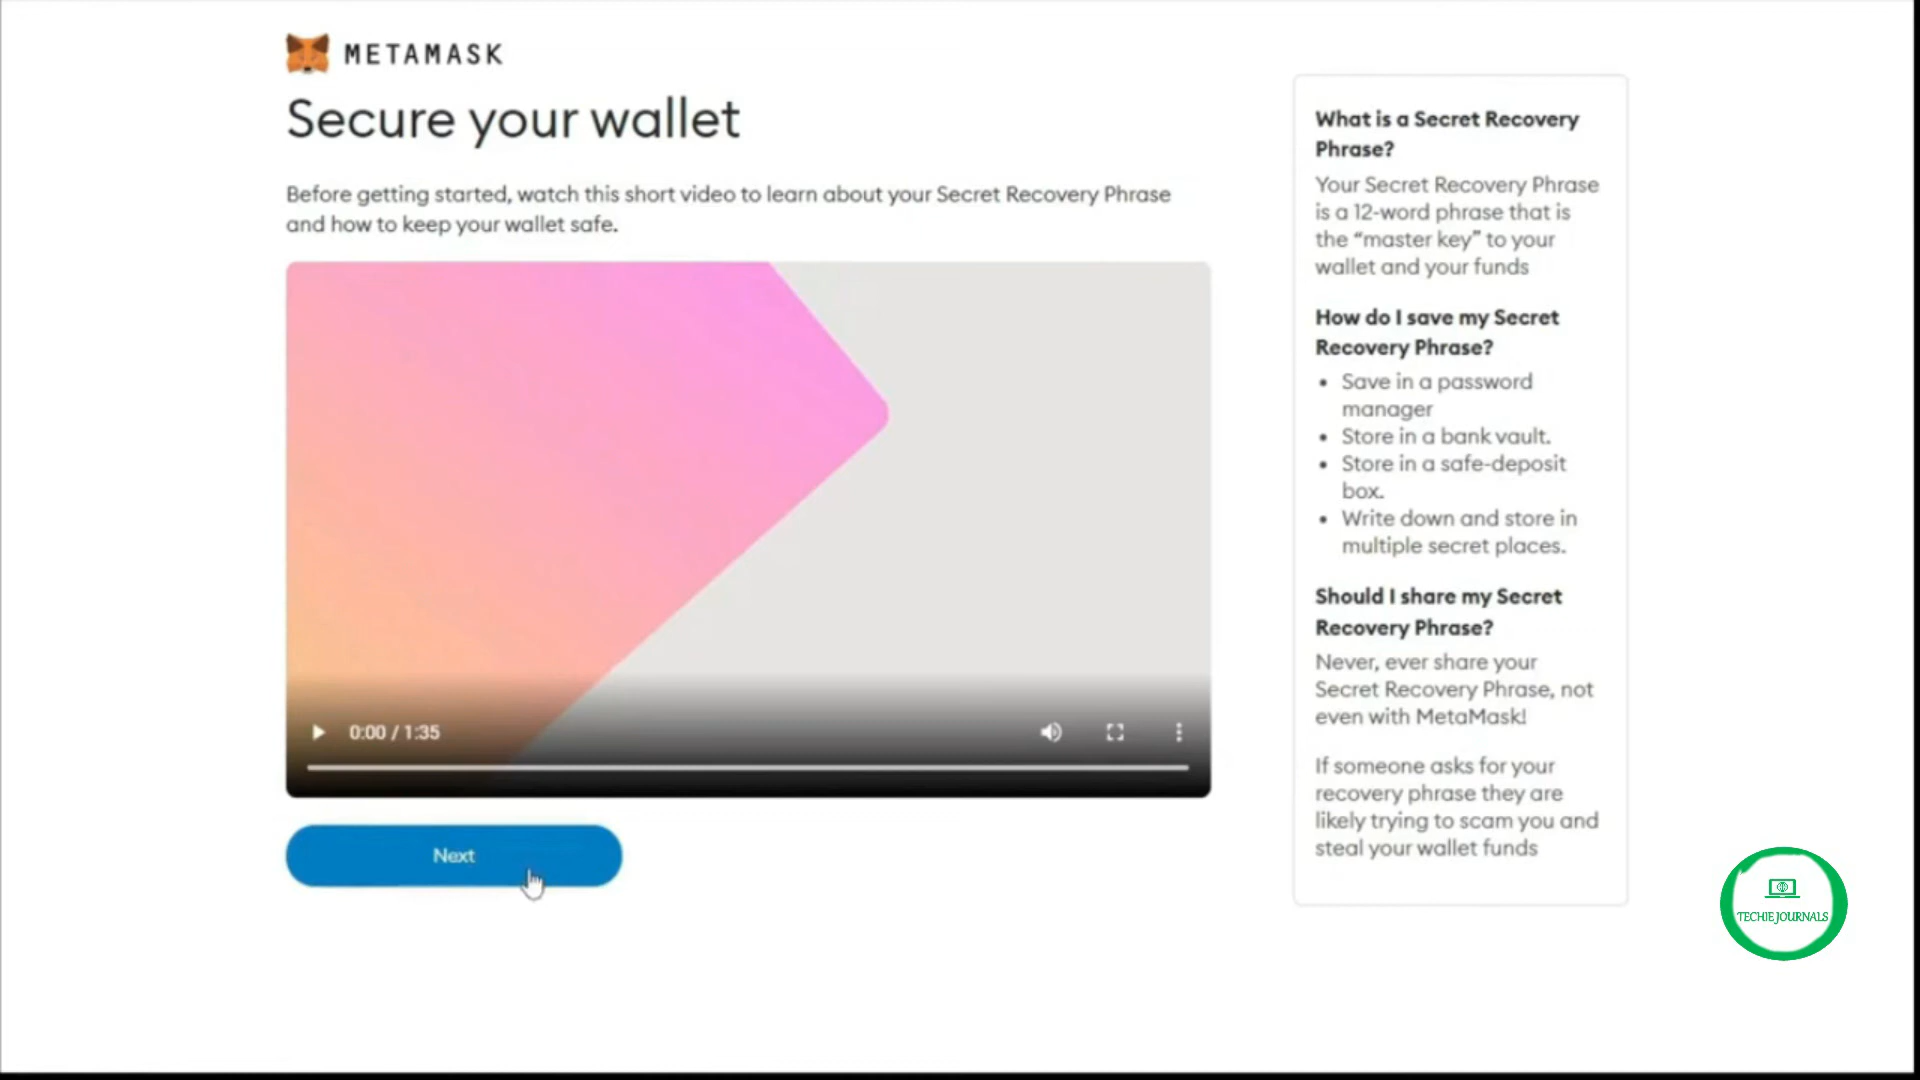 METAMASK
Secure your wallet
Before getting started, watch this short video to learn about your Secret Recovery Phrase
and how to keep your wallet safe.
0:00 / 1:35
Next
What is a Secret Recovery
Phrase?
Your Secret Recovery Phrase
is a 12-word phrase that is
the “master key” to your
wallet and your funds
How do I save my Secret
Recovery Phrase?
• Save in a password
manager
• Store in a bank vault.
• Store in a safe-deposit
box.
• Write down and store in
multiple secret places.
Should I share my Secret
Recovery Phrase?
Never, ever share your
Secret Recovery Phrase, not
even with MetaMask!
If someone asks for your
recovery phrase they are
likely trying to scam you and
steal your wallet funds
TECHIE JOURNALS